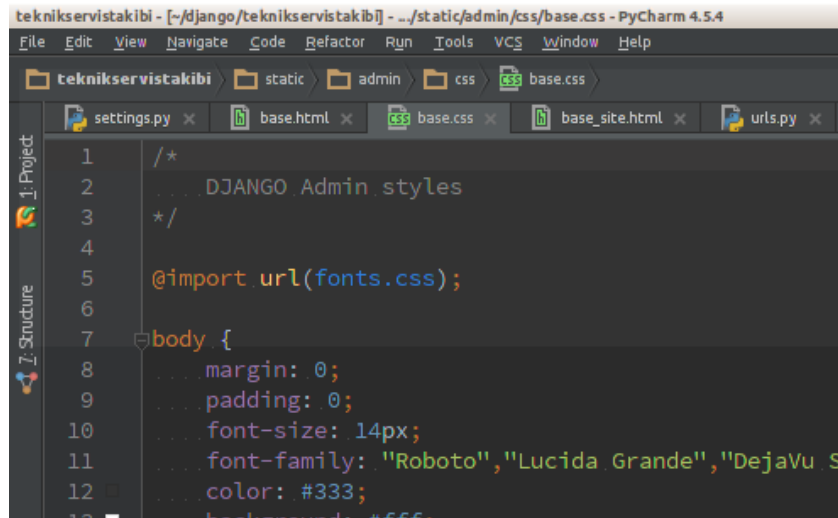 teknikservistakibi - [~/django/teknikservistakibi] - .../static/admin/css/base.css - PyCharm 4.5.4
File Edit View Navigate Code Refactor Run Tools VCS Window Help
teknikservistakibi static admin css base.css
settings.py base.html base.css base_site.html urls.py
1: Project
7: Structure
1 /*
2 DJANGO Admin styles
3 */
4
5 @import url(fonts.css);
6
7 body {
8 margin: 0;
9 padding: 0;
10 font-size: 14px;
11 font-family: "Roboto","Lucida Grande","DejaVu S
12 color: #333;
13 background: #fff;